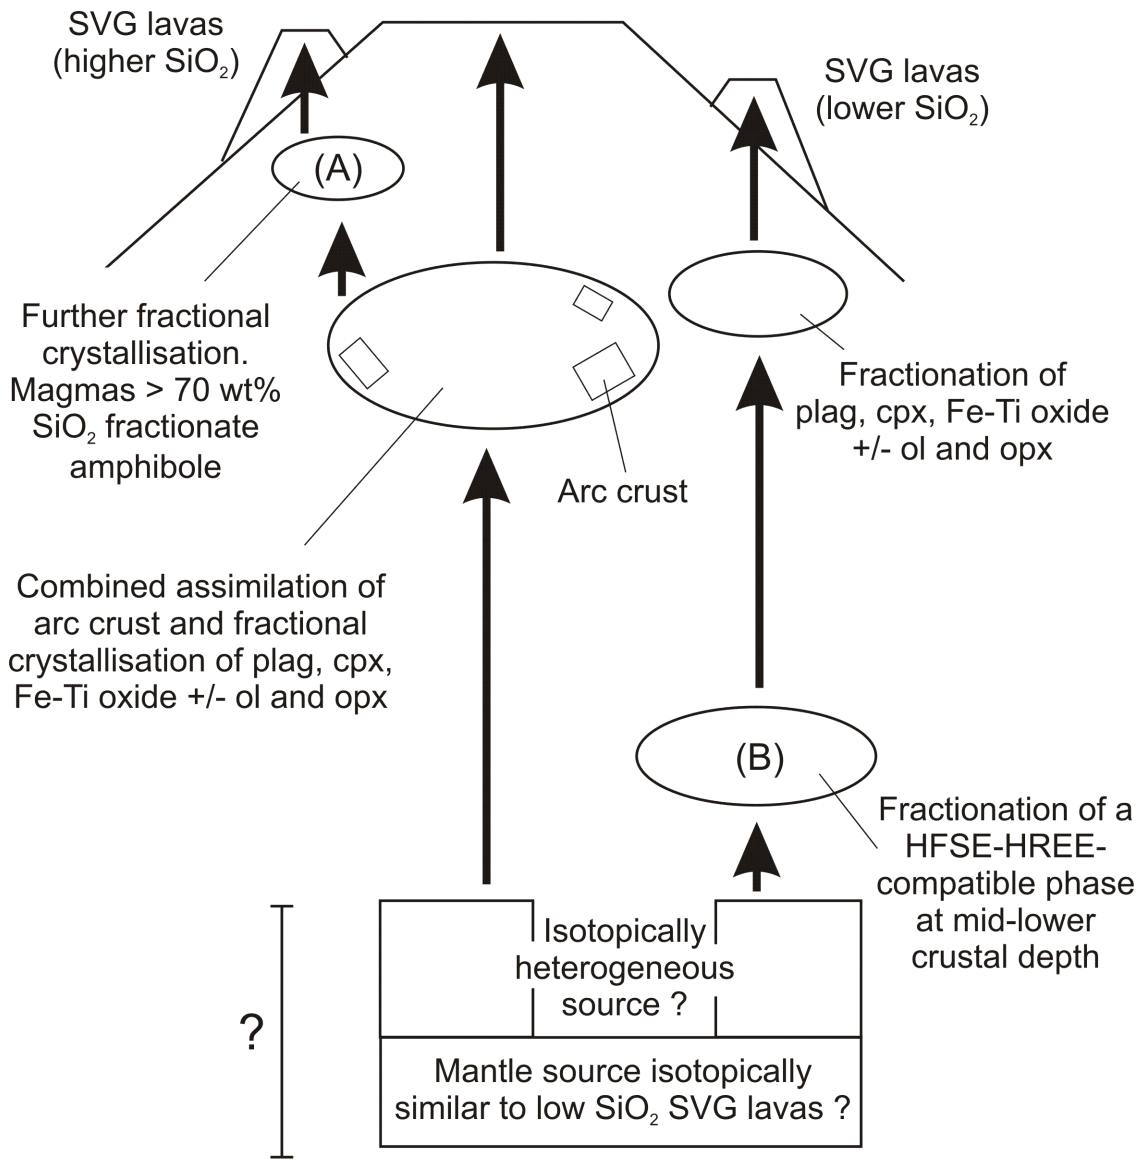 SVG lavas
(higher SiO₂)
SVG lavas
(lower SiO₂)
(A)
Further fractional
crystallisation.
Magmas > 70 wt%
SiO₂ fractionate
amphibole
Fractionation of
plag, cpx, Fe-Ti oxide
+/- ol and opx
Arc crust
Combined assimilation of
arc crust and fractional
crystallisation of plag, cpx,
Fe-Ti oxide +/- ol and opx
(B)
Fractionation of a
HFSE-HREE-
compatible phase
at mid-lower
crustal depth
Isotopically
heterogeneous
source ?
?
Mantle source isotopically
similar to low SiO₂ SVG lavas ?